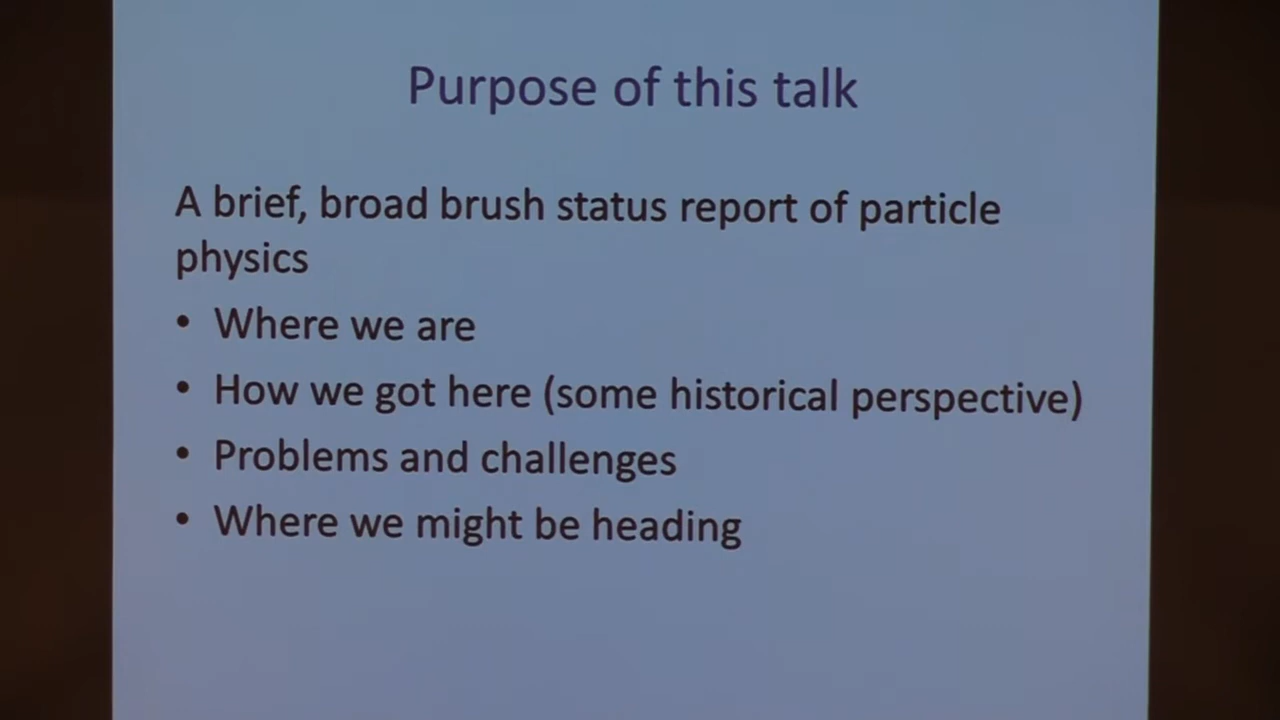 Purpose of this talk
A brief, broad brush status report of particle
physics
• Where we are
• How we got here (some historical perspective)
• Problems and challenges
• Where we might be heading